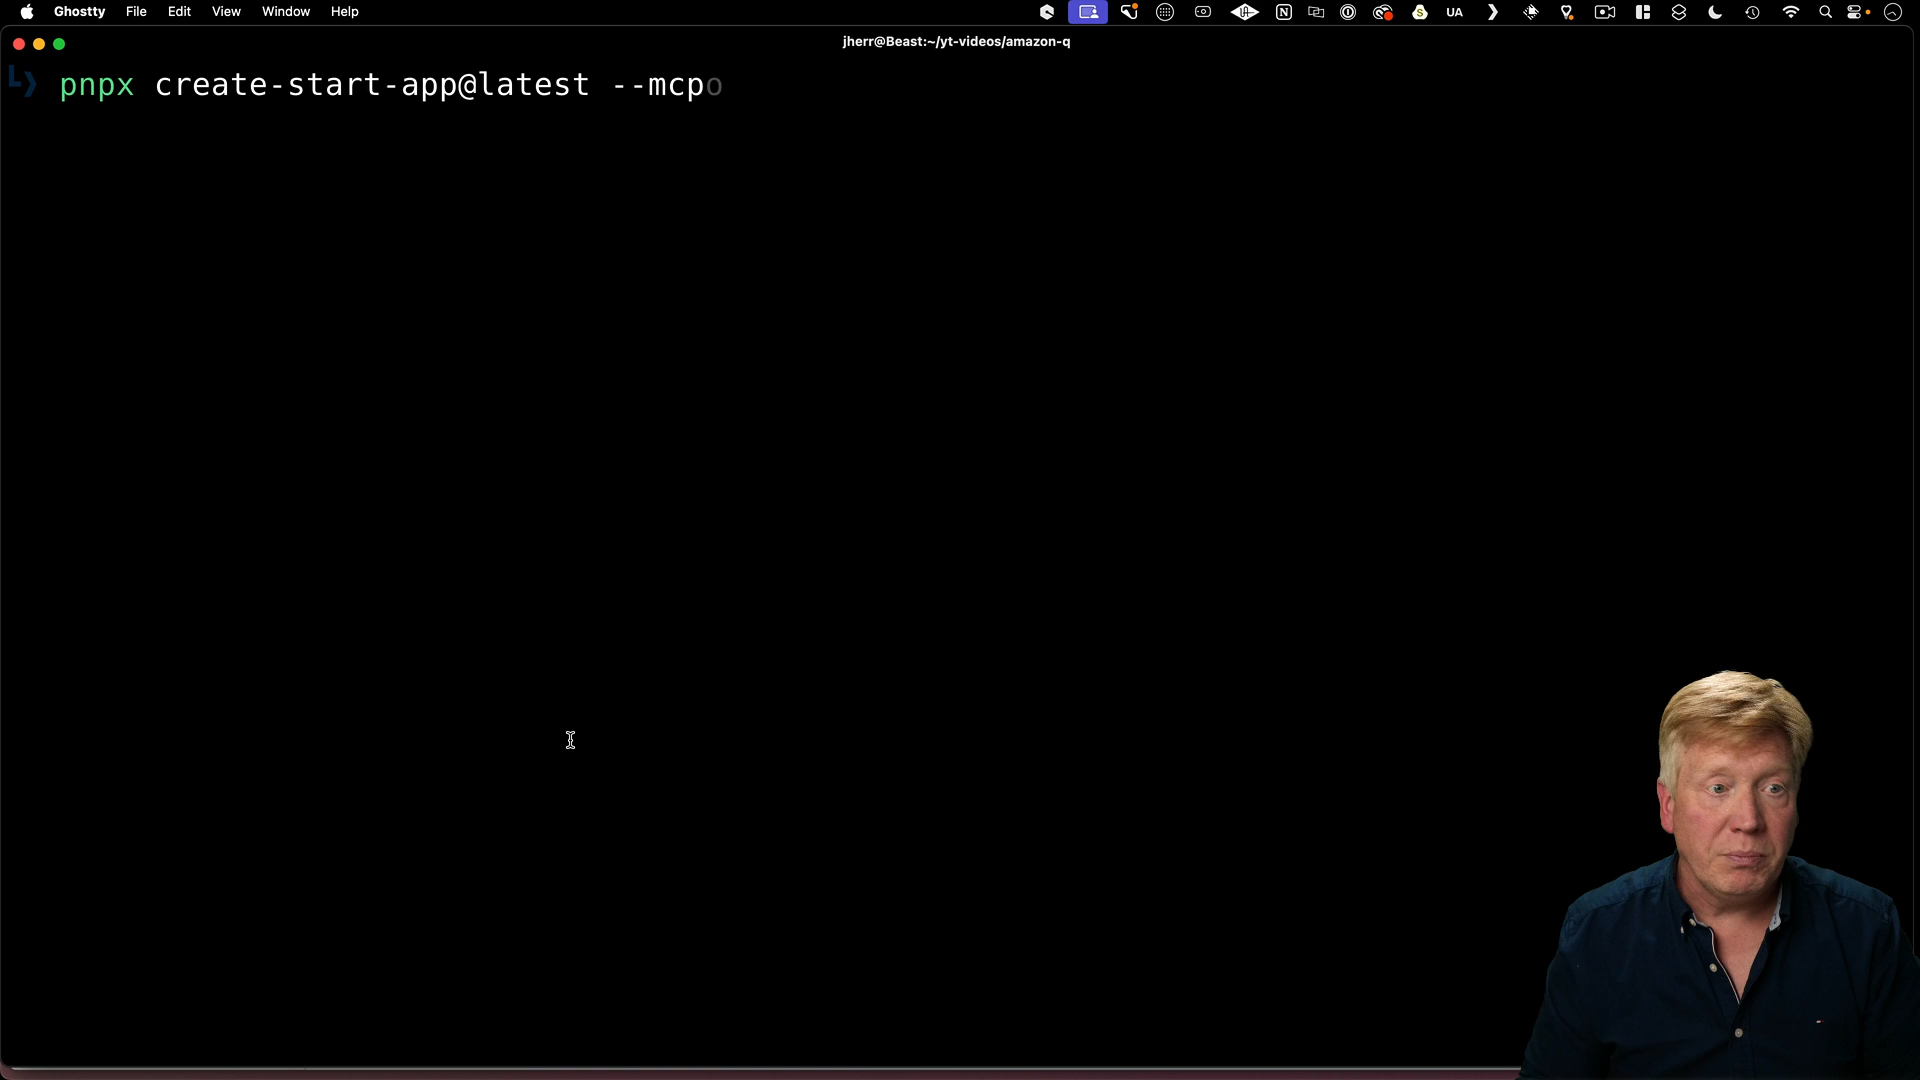 Ghostty File Edit View Window Help UA
jherr@Beast:~/yt-videos/amazon-q
pnpx create-start-app@latest --mcpo